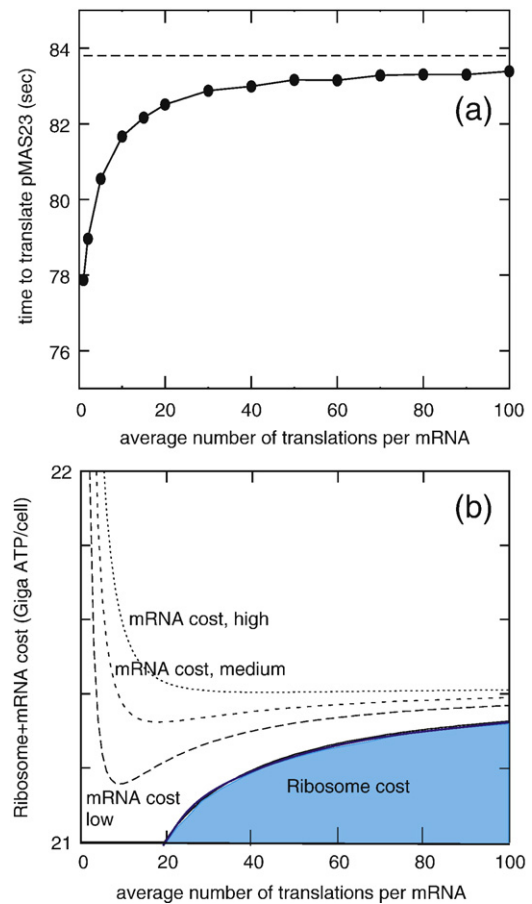 84
82
80
78
76
time to translate pMAS23 (sec)
(a)
0 20 40 60 80 100
average number of translations per mRNA
22
21
Ribosome+mRNA cost (Giga ATP/cell)
(b)
mRNA cost, high
mRNA cost, medium
mRNA cost
low
Ribosome cost
0 20 40 60 80 100
average number of translations per mRNA